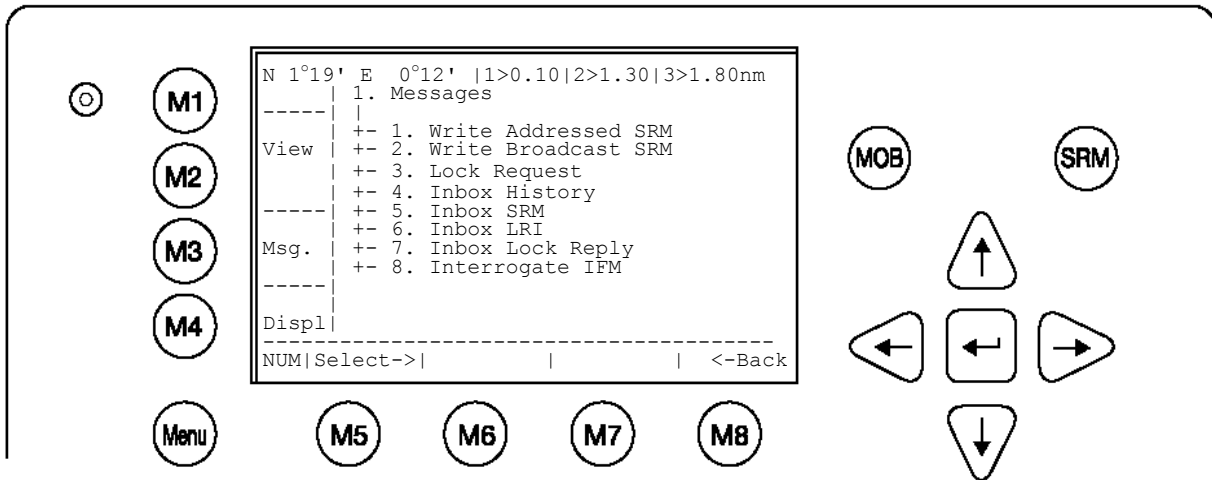 N 1°19' E 0°12' |1>0.10|2>1.30|3>1.80nm
1. Messages
+- 1. Write Addressed SRM
View | +- 2. Write Broadcast SRM
+- 3. Lock Request
+- 4. Inbox History
-----| +- 5. Inbox SRM
+- 6. Inbox LRI
Msg. | +- 7. Inbox Lock Reply
+- 8. Interrogate IFM
Displ|
NUM|Select->| | | <-Back
M1
M2
M3
M4
Menu
M5
M6
M7
M8
MOB
SRM